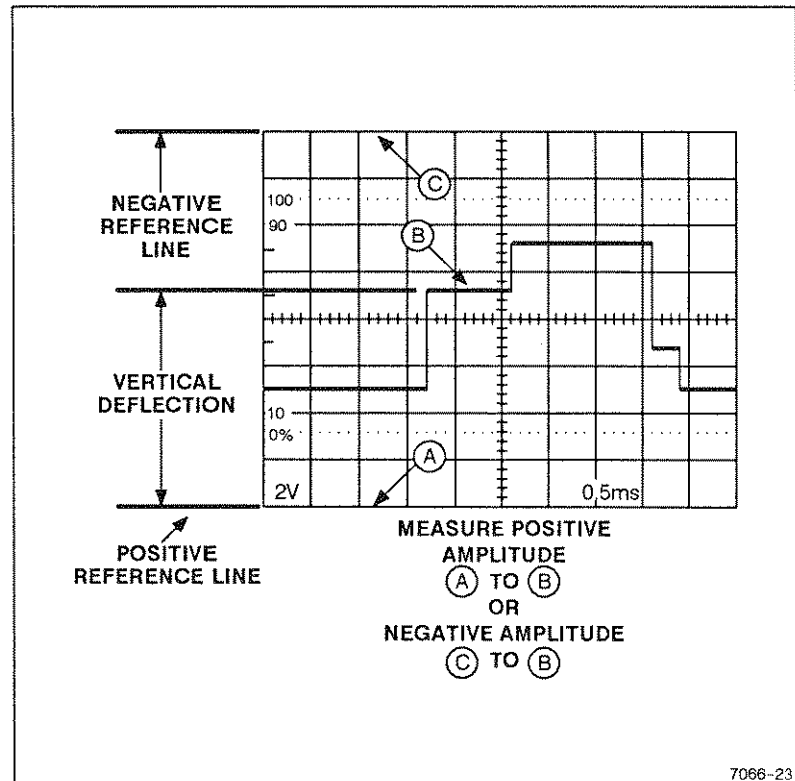 NEGATIVE
REFERENCE
LINE
VERTICAL
DEFLECTION
POSITIVE
REFERENCE LINE
C
100
90
B
10
0%
A
2V
0.5ms
MEASURE POSITIVE
AMPLITUDE
A TO B
OR
NEGATIVE AMPLITUDE
C TO B
7066-23